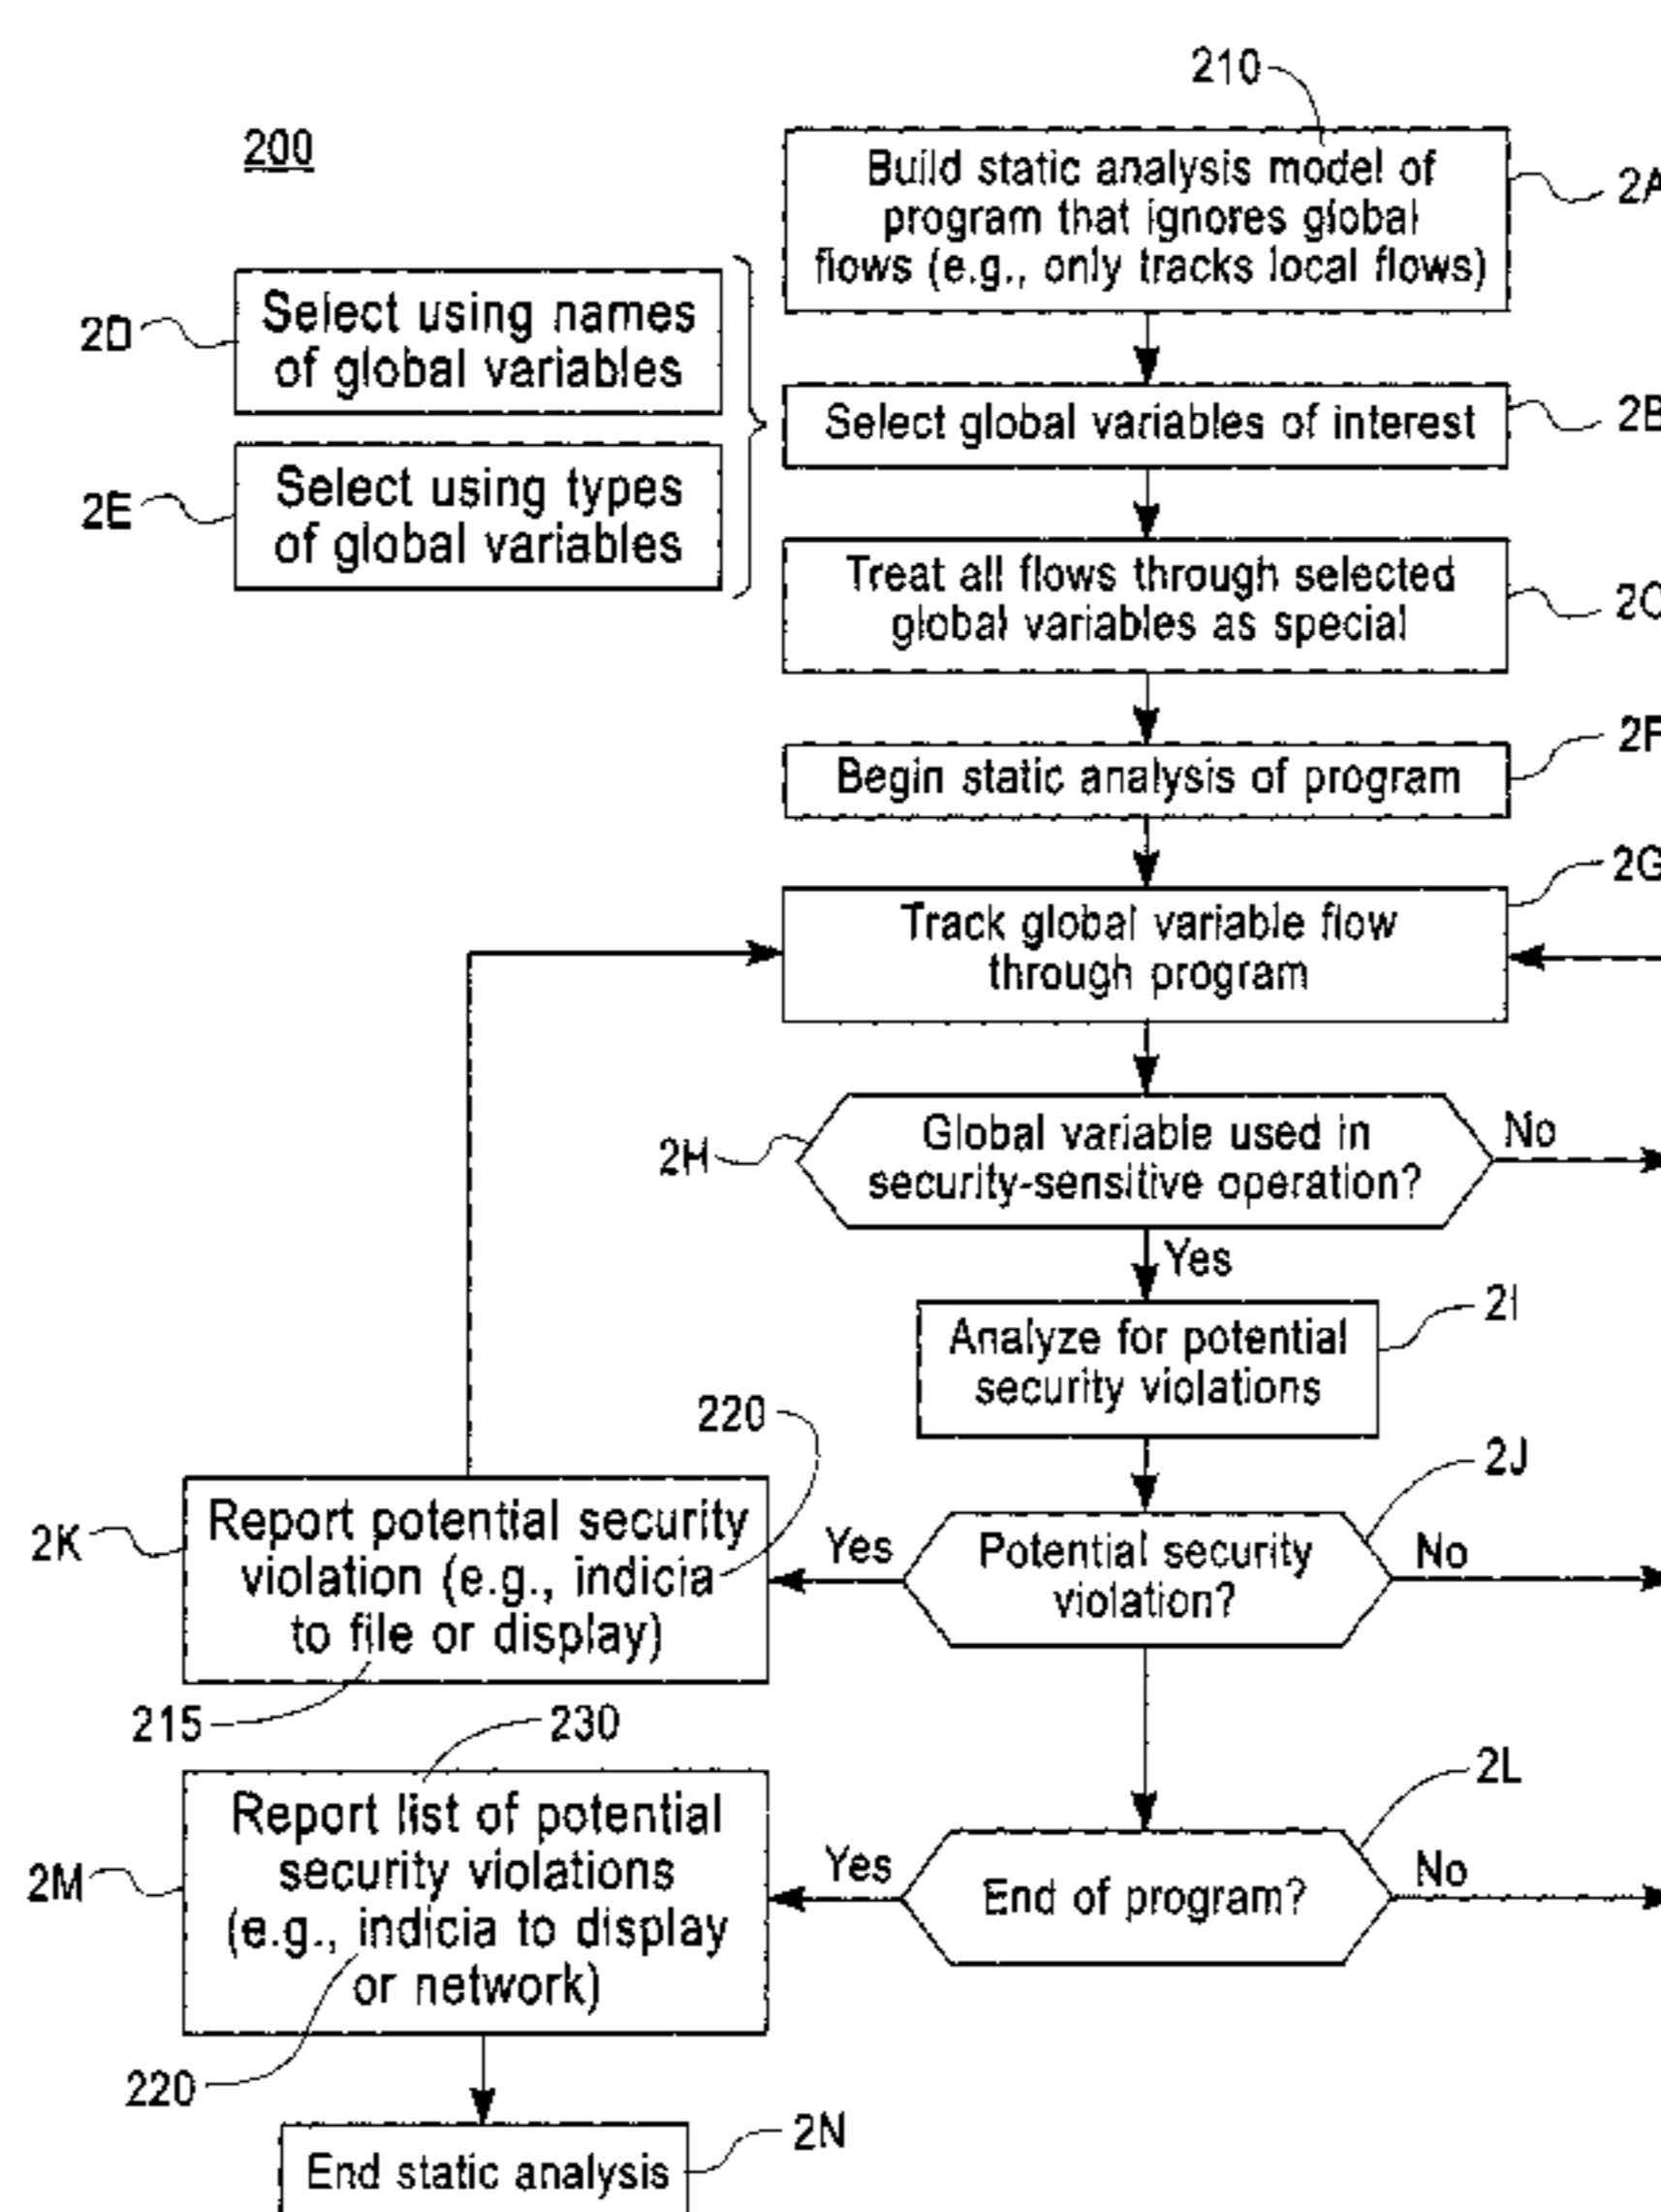 210
200
Build static analysis model of
program that ignores global
flows (e.g., only tracks local flows)
2A
Select using names
of global variables
2D
Select global variables of interest
2B
Select using types
of global variables
2E
Treat all flows through selected
global variables as special
2C
Begin static analysis of program
2F
Track global variable flow
through program
2G
Global variable used in
security-sensitive operation?
2H
No
Yes
Analyze for potential
security violations
2I
220
2J
Report potential security
violation (e.g., indicia
to file or display)
2K
Yes
Potential security
violation?
No
215
230
2L
Report list of potential
security violations
(e.g., indicia to display
or network)
2M
Yes
End of program?
No
220
2N
End static analysis